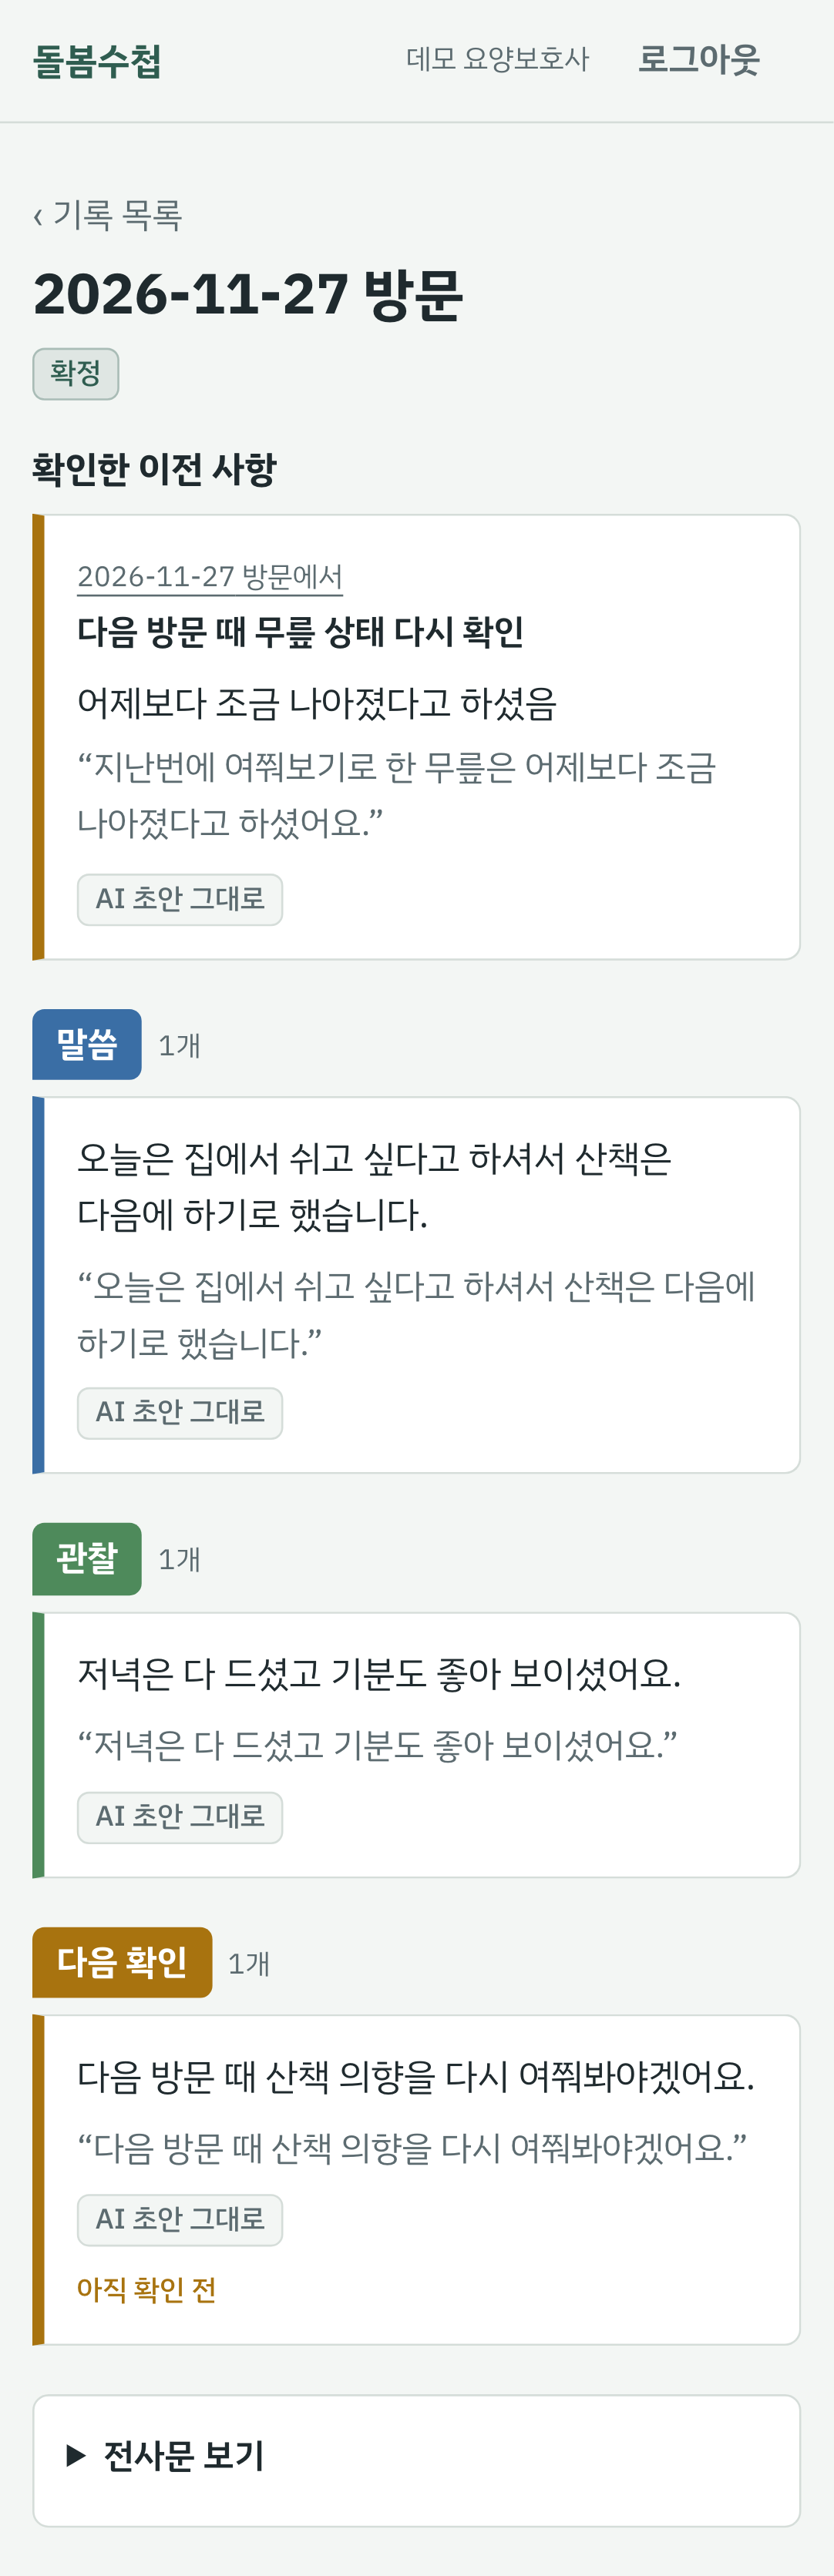 돌봄수첩
데모 요양보호사
로그아웃
‹ 기록 목록
2026-11-27 방문
확정
확인한 이전 사항
2026-11-27 방문에서
다음 방문 때 무릎 상태 다시 확인
어제보다 조금 나아졌다고 하셨음
“지난번에 여쭤보기로 한 무릎은 어제보다 조금
나아졌다고 하셨어요.”
AI 초안 그대로
말씀
1개
오늘은 집에서 쉬고 싶다고 하셔서 산책은
다음에 하기로 했습니다.
“오늘은 집에서 쉬고 싶다고 하셔서 산책은 다음에
하기로 했습니다.”
AI 초안 그대로
관찰
1개
저녁은 다 드셨고 기분도 좋아 보이셨어요.
“저녁은 다 드셨고 기분도 좋아 보이셨어요.”
AI 초안 그대로
다음 확인
1개
다음 방문 때 산책 의향을 다시 여쭤봐야겠어요.
“다음 방문 때 산책 의향을 다시 여쭤봐야겠어요.”
AI 초안 그대로
아직 확인 전
▶ 전사문 보기